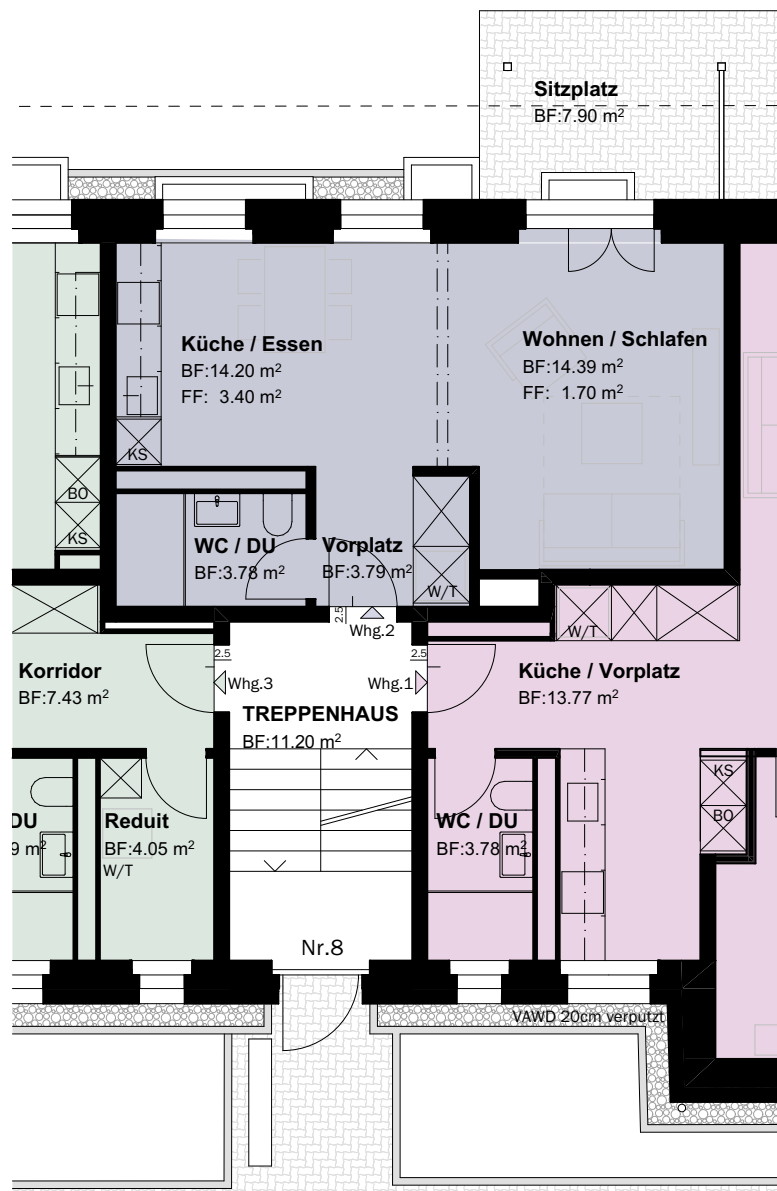 Sitzplatz
BF:7.90 m²
Küche / Essen
BF:14.20 m²
FF: 3.40 m²
Wohnen / Schlafen
BF:14.39 m²
FF: 1.70 m²
KS
BO
KS
WC / DU
BF:3.78 m²
Vorplatz
BF:3.79 m²
W/T
2.5
Whg.2
W/T
Korridor
BF:7.43 m²
2.5
Whg.3
2.5
Whg.1
Küche / Vorplatz
BF:13.77 m²
TREPPENHAUS
BF:11.20 m²
KS
BO
DU
9 m²
Reduit
BF:4.05 m²
W/T
WC / DU
BF:3.78 m²
Nr.8
VAWD 20cm verputzt